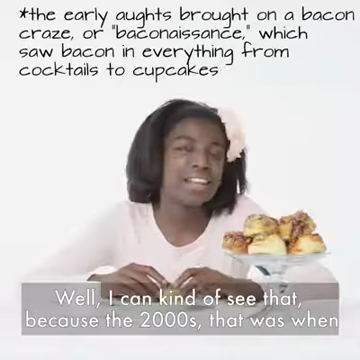 *the early aughts brought on a bacon
craze, or "baconaissance," which
saw bacon in everything from
cocktails to cupcakes
Well, I can kind of see that,
because the 2000s, that was when